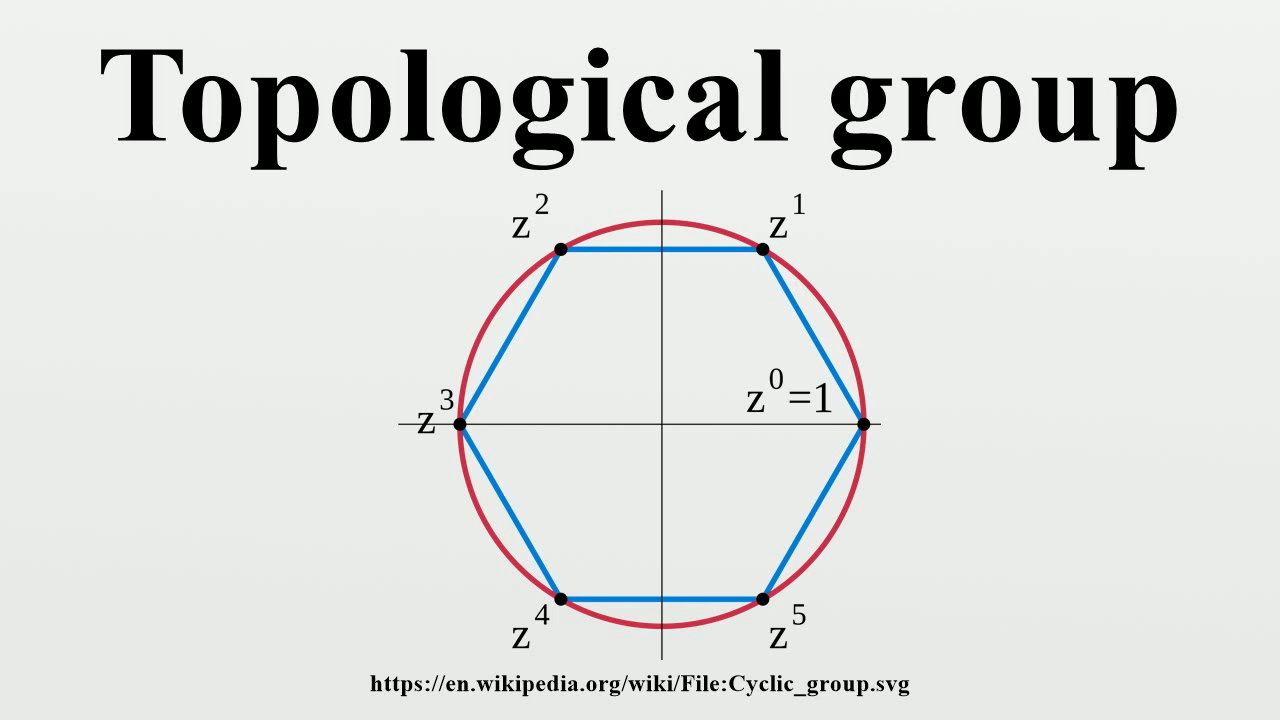 Topological group
z² z¹
z³ z⁰=1
z⁴ z⁵
https://en.wikipedia.org/wiki/File:Cyclic_group.svg